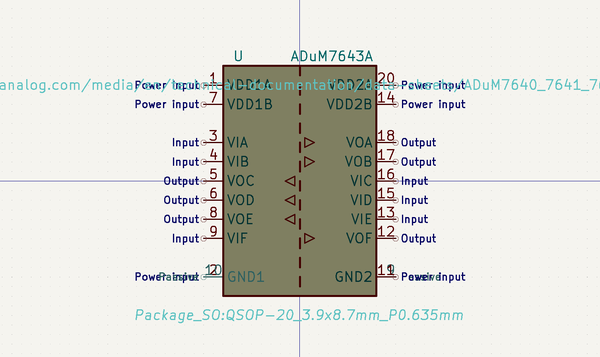 U ADuM7643A
Power input 1 VDD1A VDD2A 20 Power input
analog.com/media/en/technical-documentation/data-sheets/ADuM7640_7641_7
Power input 7 VDD1B VDD2B 14 Power input
Input 3 VIA VOA 18 Output
Input 4 VIB VOB 17 Output
Output 5 VOC VIC 16 Input
Output 6 VOD VID 15 Input
Output 8 VOE VIE 13 Input
Input 9 VIF VOF 12 Output
Power input 2 10 GND1 GND2 Power input
Package_SO:QSOP-20_3.9x8.7mm_P0.635mm